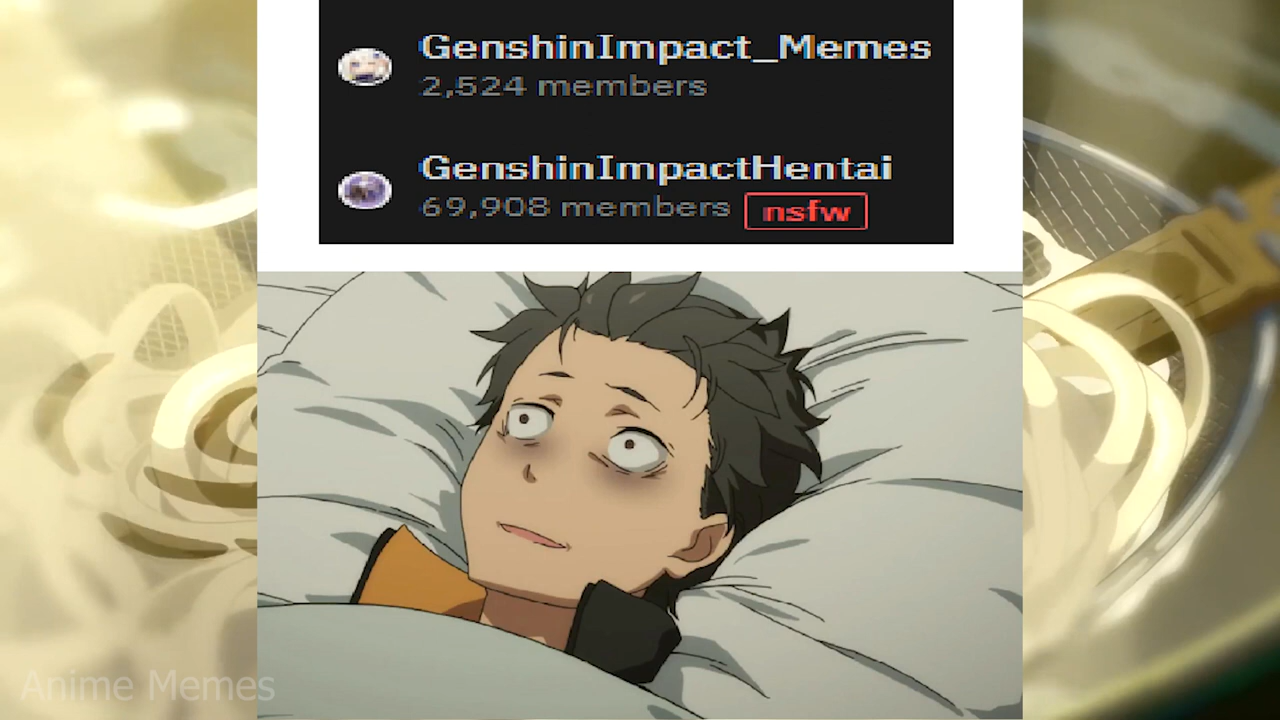 GenshinImpact_Memes
2,524 members
GenshinImpactHentai
69,908 members nsfw
Anime Memes